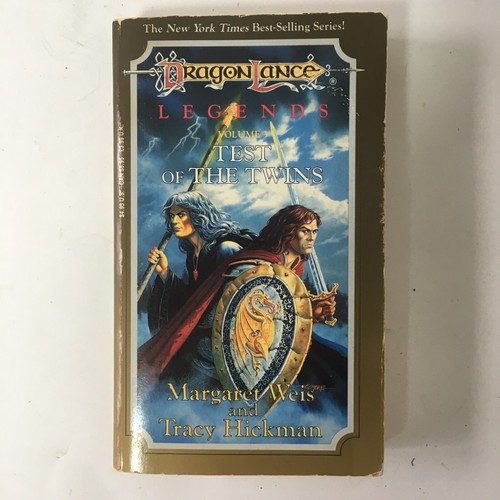 The New York Times Best-Selling Series!
DRAGONLANCE®
LEGENDS
VOLUME
TEST
OF THE TWINS
Margaret Weis
and
Tracy Hickman